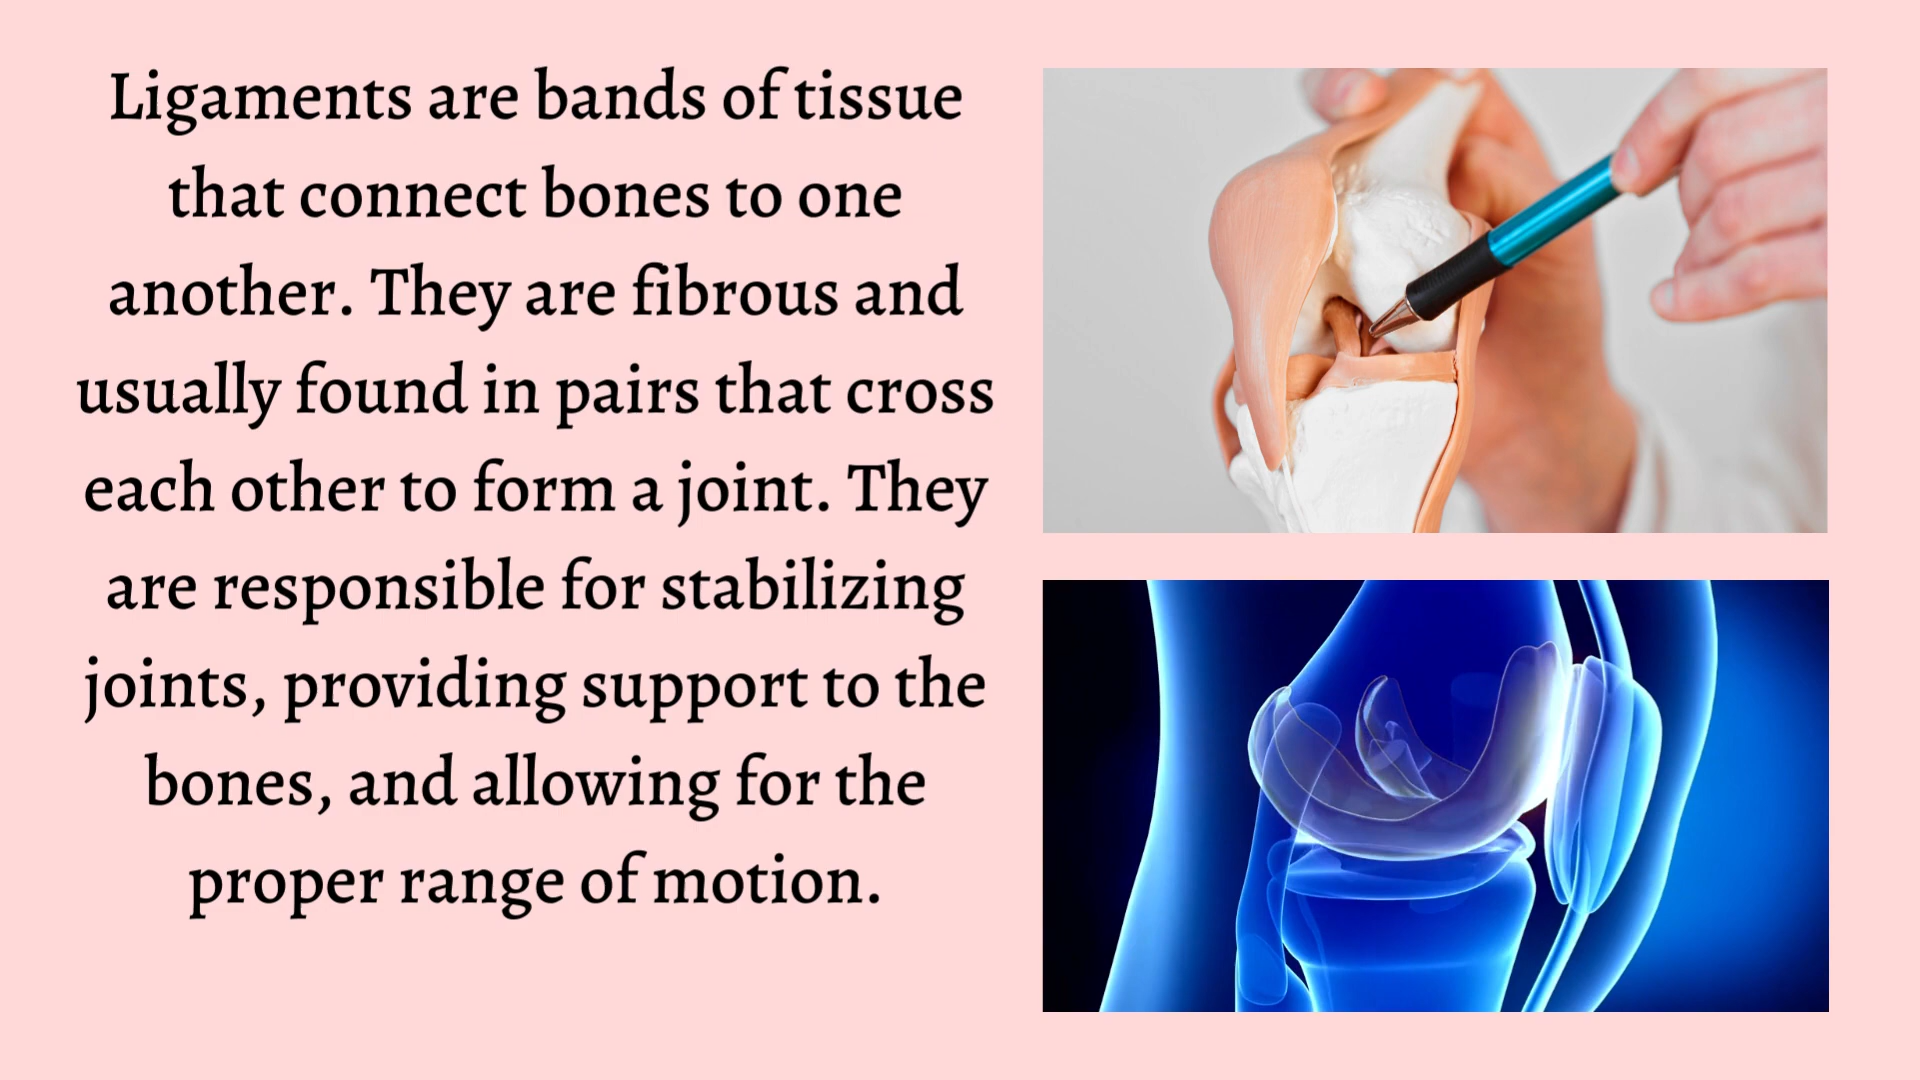 Ligaments are bands of tissue
that connect bones to one
another. They are fibrous and
usually found in pairs that cross
each other to form a joint. They
are responsible for stabilizing
joints, providing support to the
bones, and allowing for the
proper range of motion.